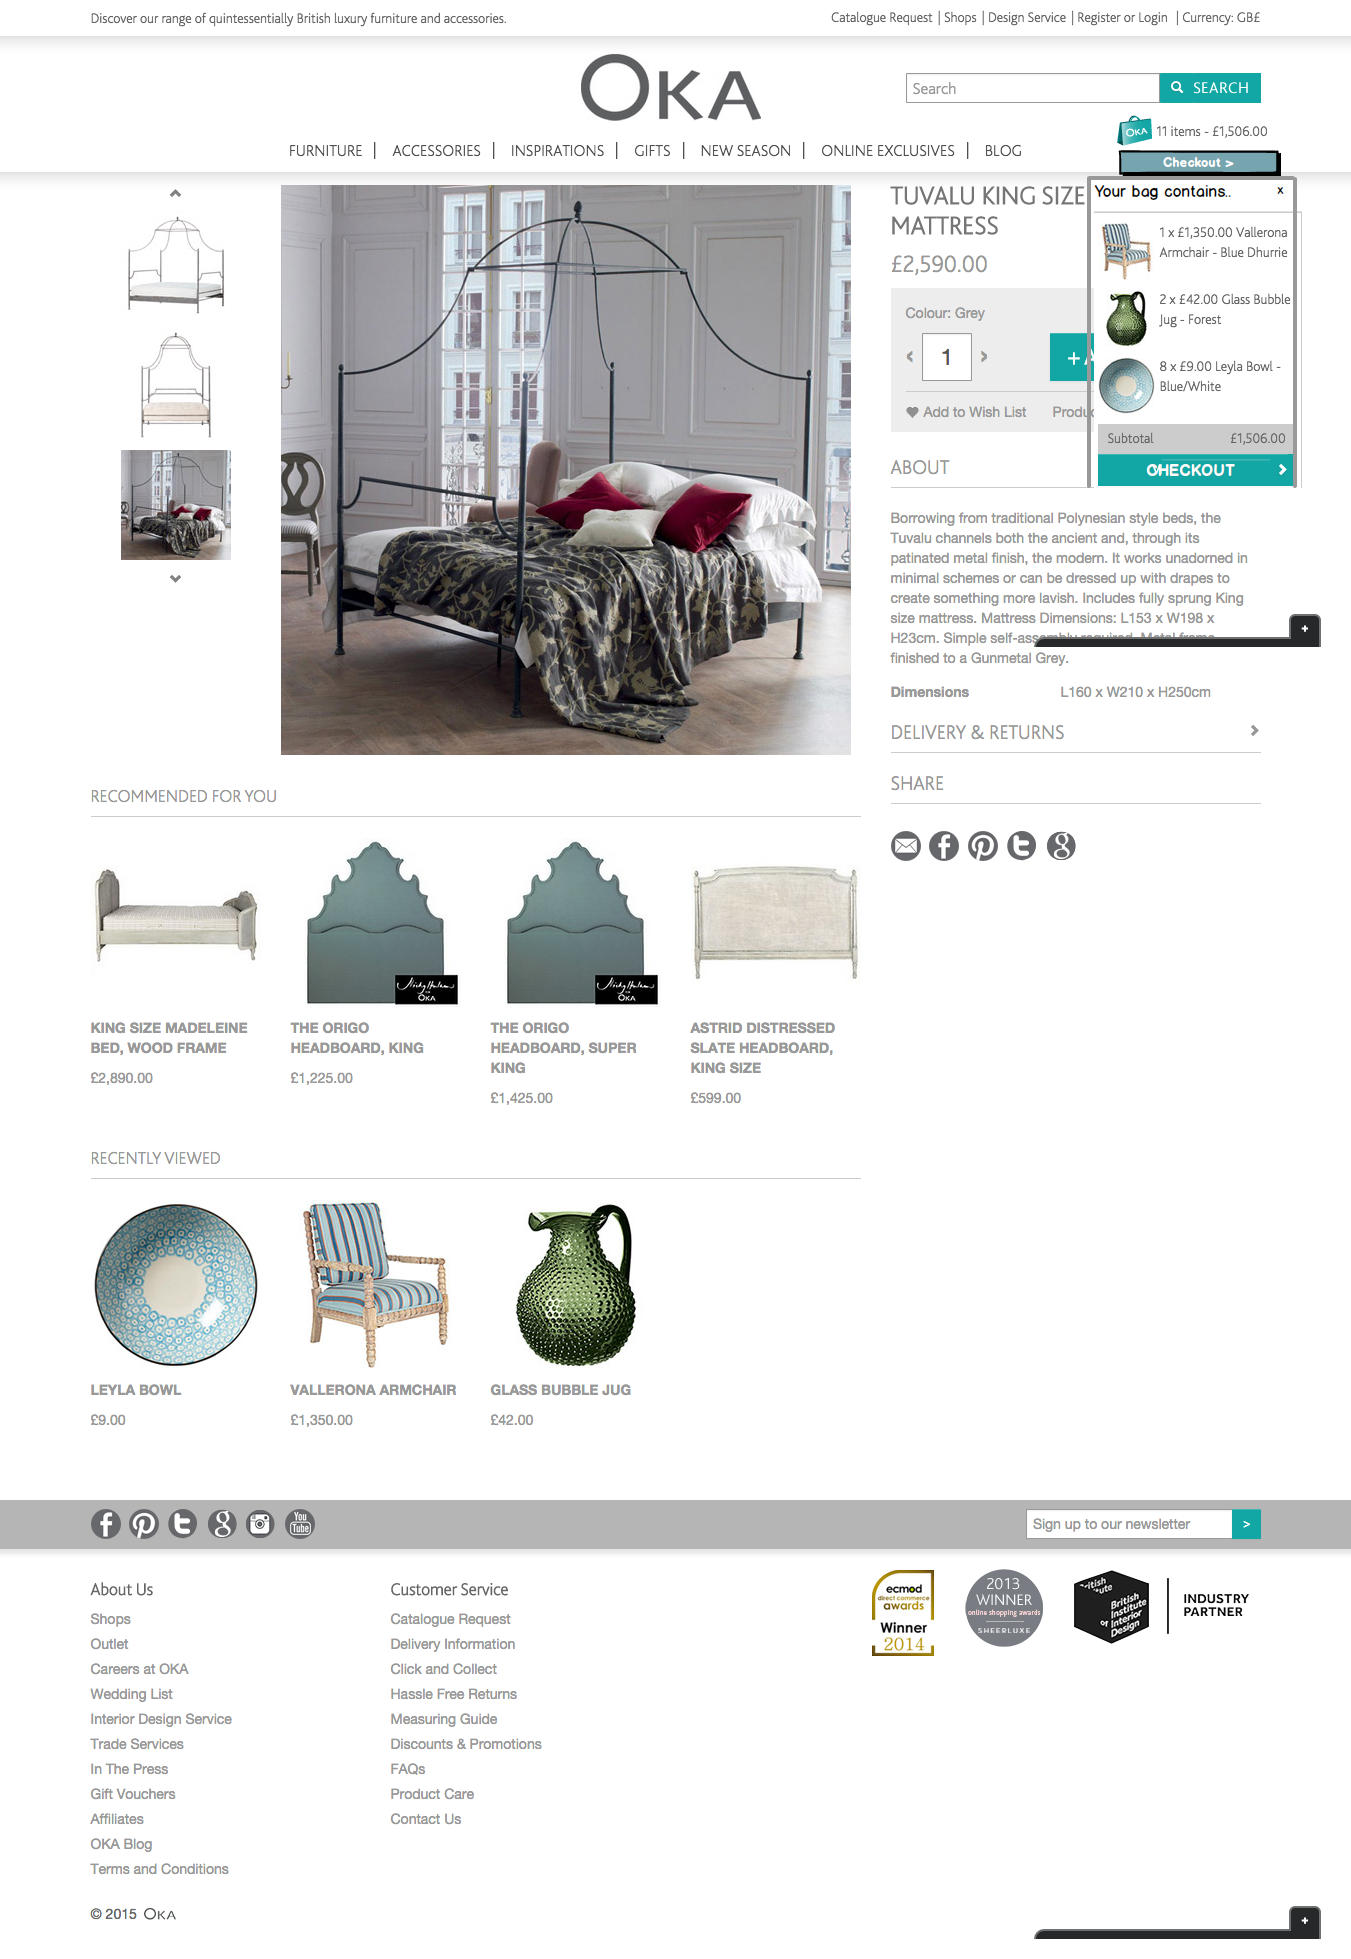 Discover our range of quintessentially British luxury furniture and accessories.
Catalogue Request | Shops | Design Service | Register or Login | Currency: GB£
OKA
Search
SEARCH
OKA 11 items - £1,506.00
Checkout >
FURNITURE | ACCESSORIES | INSPIRATIONS | GIFTS | NEW SEASON | ONLINE EXCLUSIVES | BLOG
TUVALU KING SIZE
MATTRESS
£2,590.00
Colour: Grey
1
+ A
Add to Wish List
Your bag contains.. x
1 x £1,350.00 Vallerona
Armchair - Blue Dhurrie
2 x £42.00 Glass Bubble
Jug - Forest
8 x £9.00 Leyla Bowl -
Blue/White
Subtotal £1,506.00
CHECKOUT
ABOUT
Borrowing from traditional Polynesian style beds, the
Tuvalu channels both the ancient and, through its
patinated metal finish, the modern. It works unadorned in
minimal schemes or can be dressed up with drapes to
create something more lavish. Includes fully sprung King
size mattress. Mattress Dimensions: L153 x W198 x
H23cm. Simple self-assembly required. Metal frame
finished to a Gunmetal Grey.
+
Dimensions L160 x W210 x H250cm
DELIVERY & RETURNS
SHARE
RECOMMENDED FOR YOU
OKA
OKA
KING SIZE MADELEINE
BED, WOOD FRAME
£2,890.00
THE ORIGO
HEADBOARD, KING
£1,225.00
THE ORIGO
HEADBOARD, SUPER
KING
£1,425.00
ASTRID DISTRESSED
SLATE HEADBOARD,
KING SIZE
£599.00
RECENTLY VIEWED
LEYLA BOWL
£9.00
VALLERONA ARMCHAIR
£1,350.00
GLASS BUBBLE JUG
£42.00
You
Tube
Sign up to our newsletter >
About Us
Shops
Outlet
Careers at OKA
Wedding List
Interior Design Service
Trade Services
In The Press
Gift Vouchers
Affiliates
OKA Blog
Terms and Conditions
Customer Service
Catalogue Request
Delivery Information
Click and Collect
Hassle Free Returns
Measuring Guide
Discounts & Promotions
FAQs
Product Care
Contact Us
ecmod
direct commerce
awards
Winner
2014
2013
WINNER
online shopping awards
SHEERLUXE
British Institute
of Interior
Design
INDUSTRY
PARTNER
© 2015 OKA
+